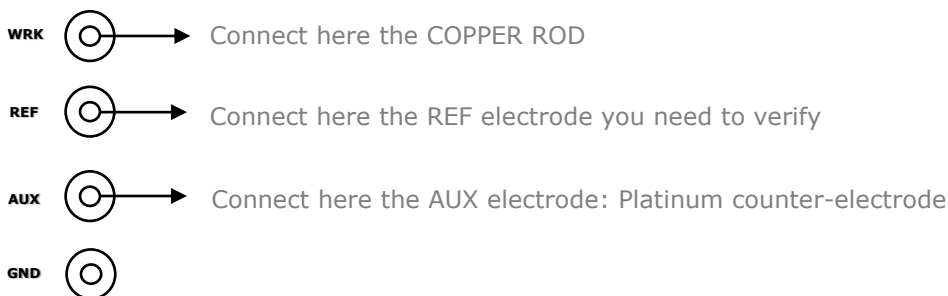 WRK Connect here the COPPER ROD
REF Connect here the REF electrode you need to verify
AUX Connect here the AUX electrode: Platinum counter-electrode
GND